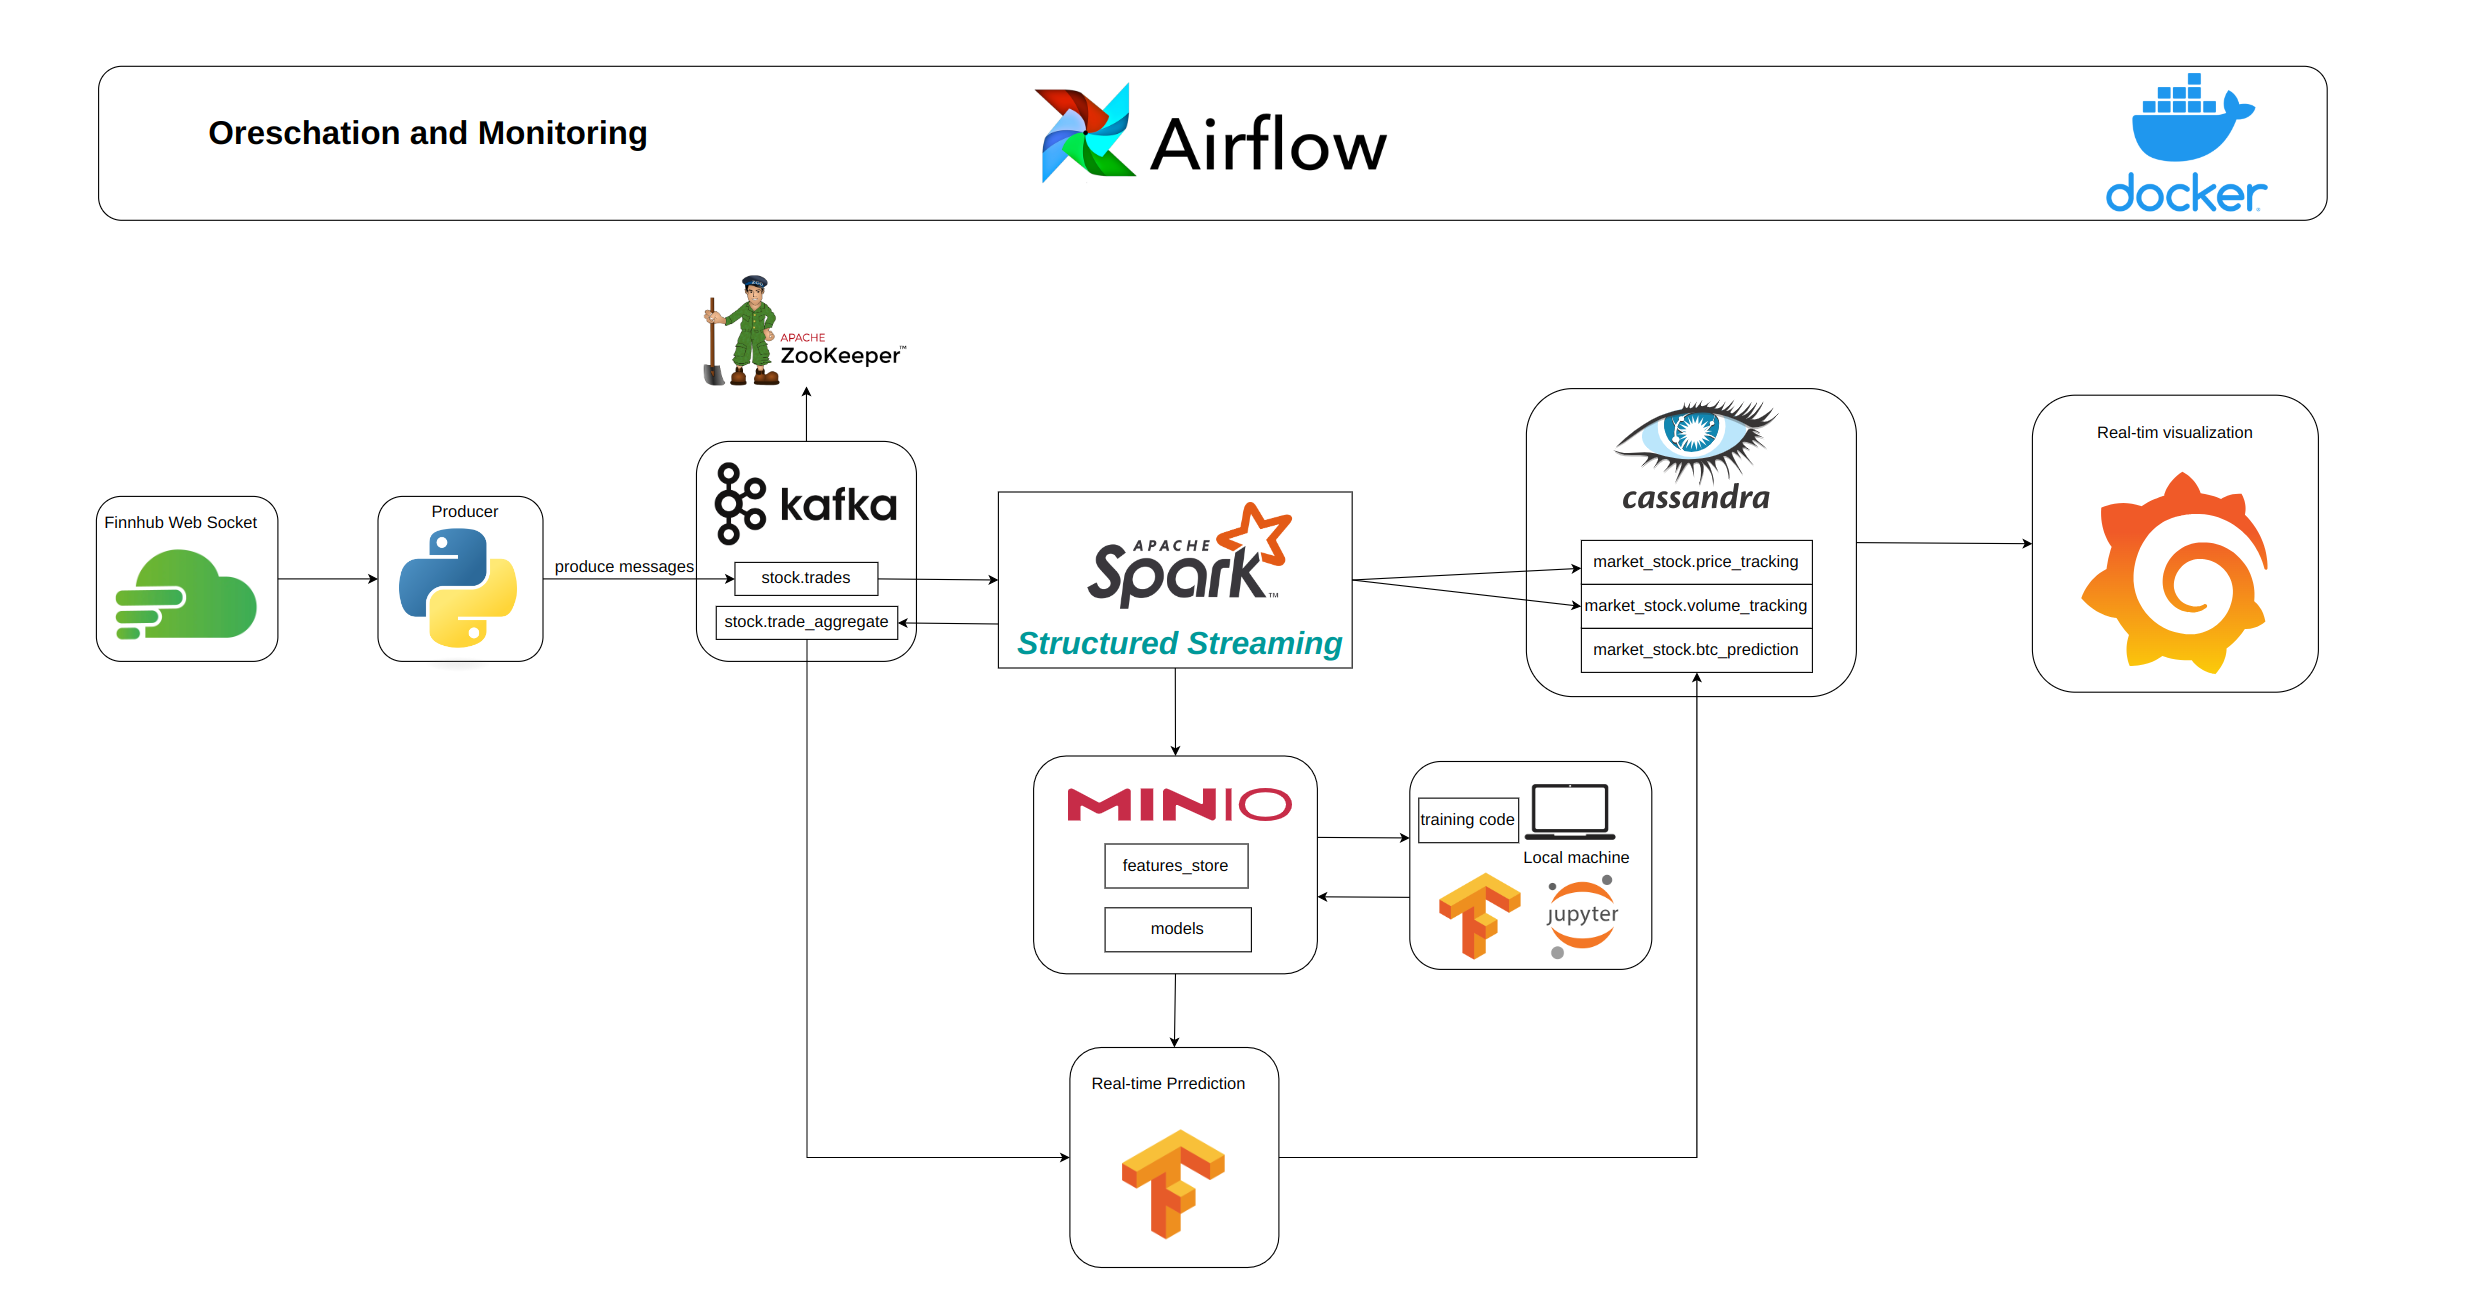 Oreschation and Monitoring
Airflow
docker
APACHE
ZooKeeper™
Finnhub Web Socket
Producer
produce messages
kafka
stock.trades
stock.trade_aggregate
APACHE
Spark™
Structured Streaming
cassandra
market_stock.price_tracking
market_stock.volume_tracking
market_stock.btc_prediction
Real-tim visualization
MINIO
features_store
models
training code
Local machine
jupyter
Real-time Prrediction